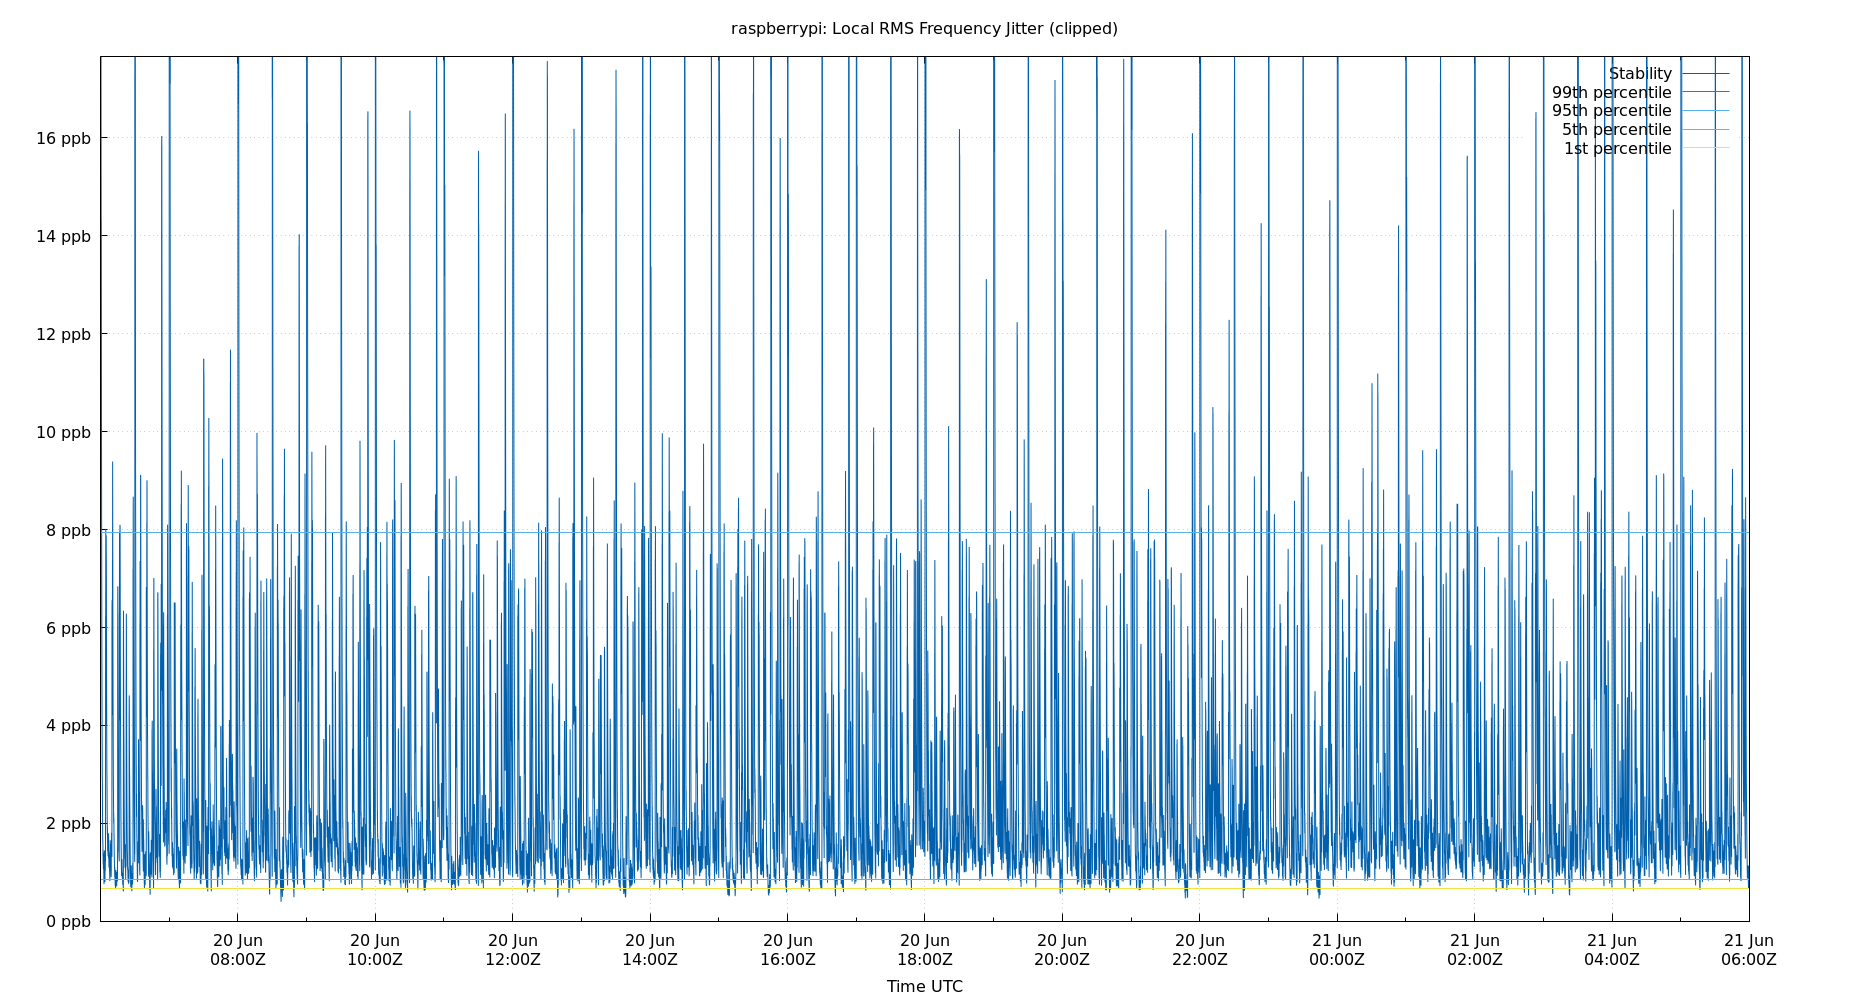 raspberrypi: Local RMS Frequency Jitter (clipped)
Stability
99th percentile
95th percentile
5th percentile
1st percentile
16 ppb
14 ppb
12 ppb
10 ppb
8 ppb
6 ppb
4 ppb
2 ppb
0 ppb
20 Jun
08:00Z
20 Jun
10:00Z
20 Jun
12:00Z
20 Jun
14:00Z
20 Jun
16:00Z
20 Jun
18:00Z
20 Jun
20:00Z
20 Jun
22:00Z
21 Jun
00:00Z
21 Jun
02:00Z
21 Jun
04:00Z
21 Jun
06:00Z
Time UTC